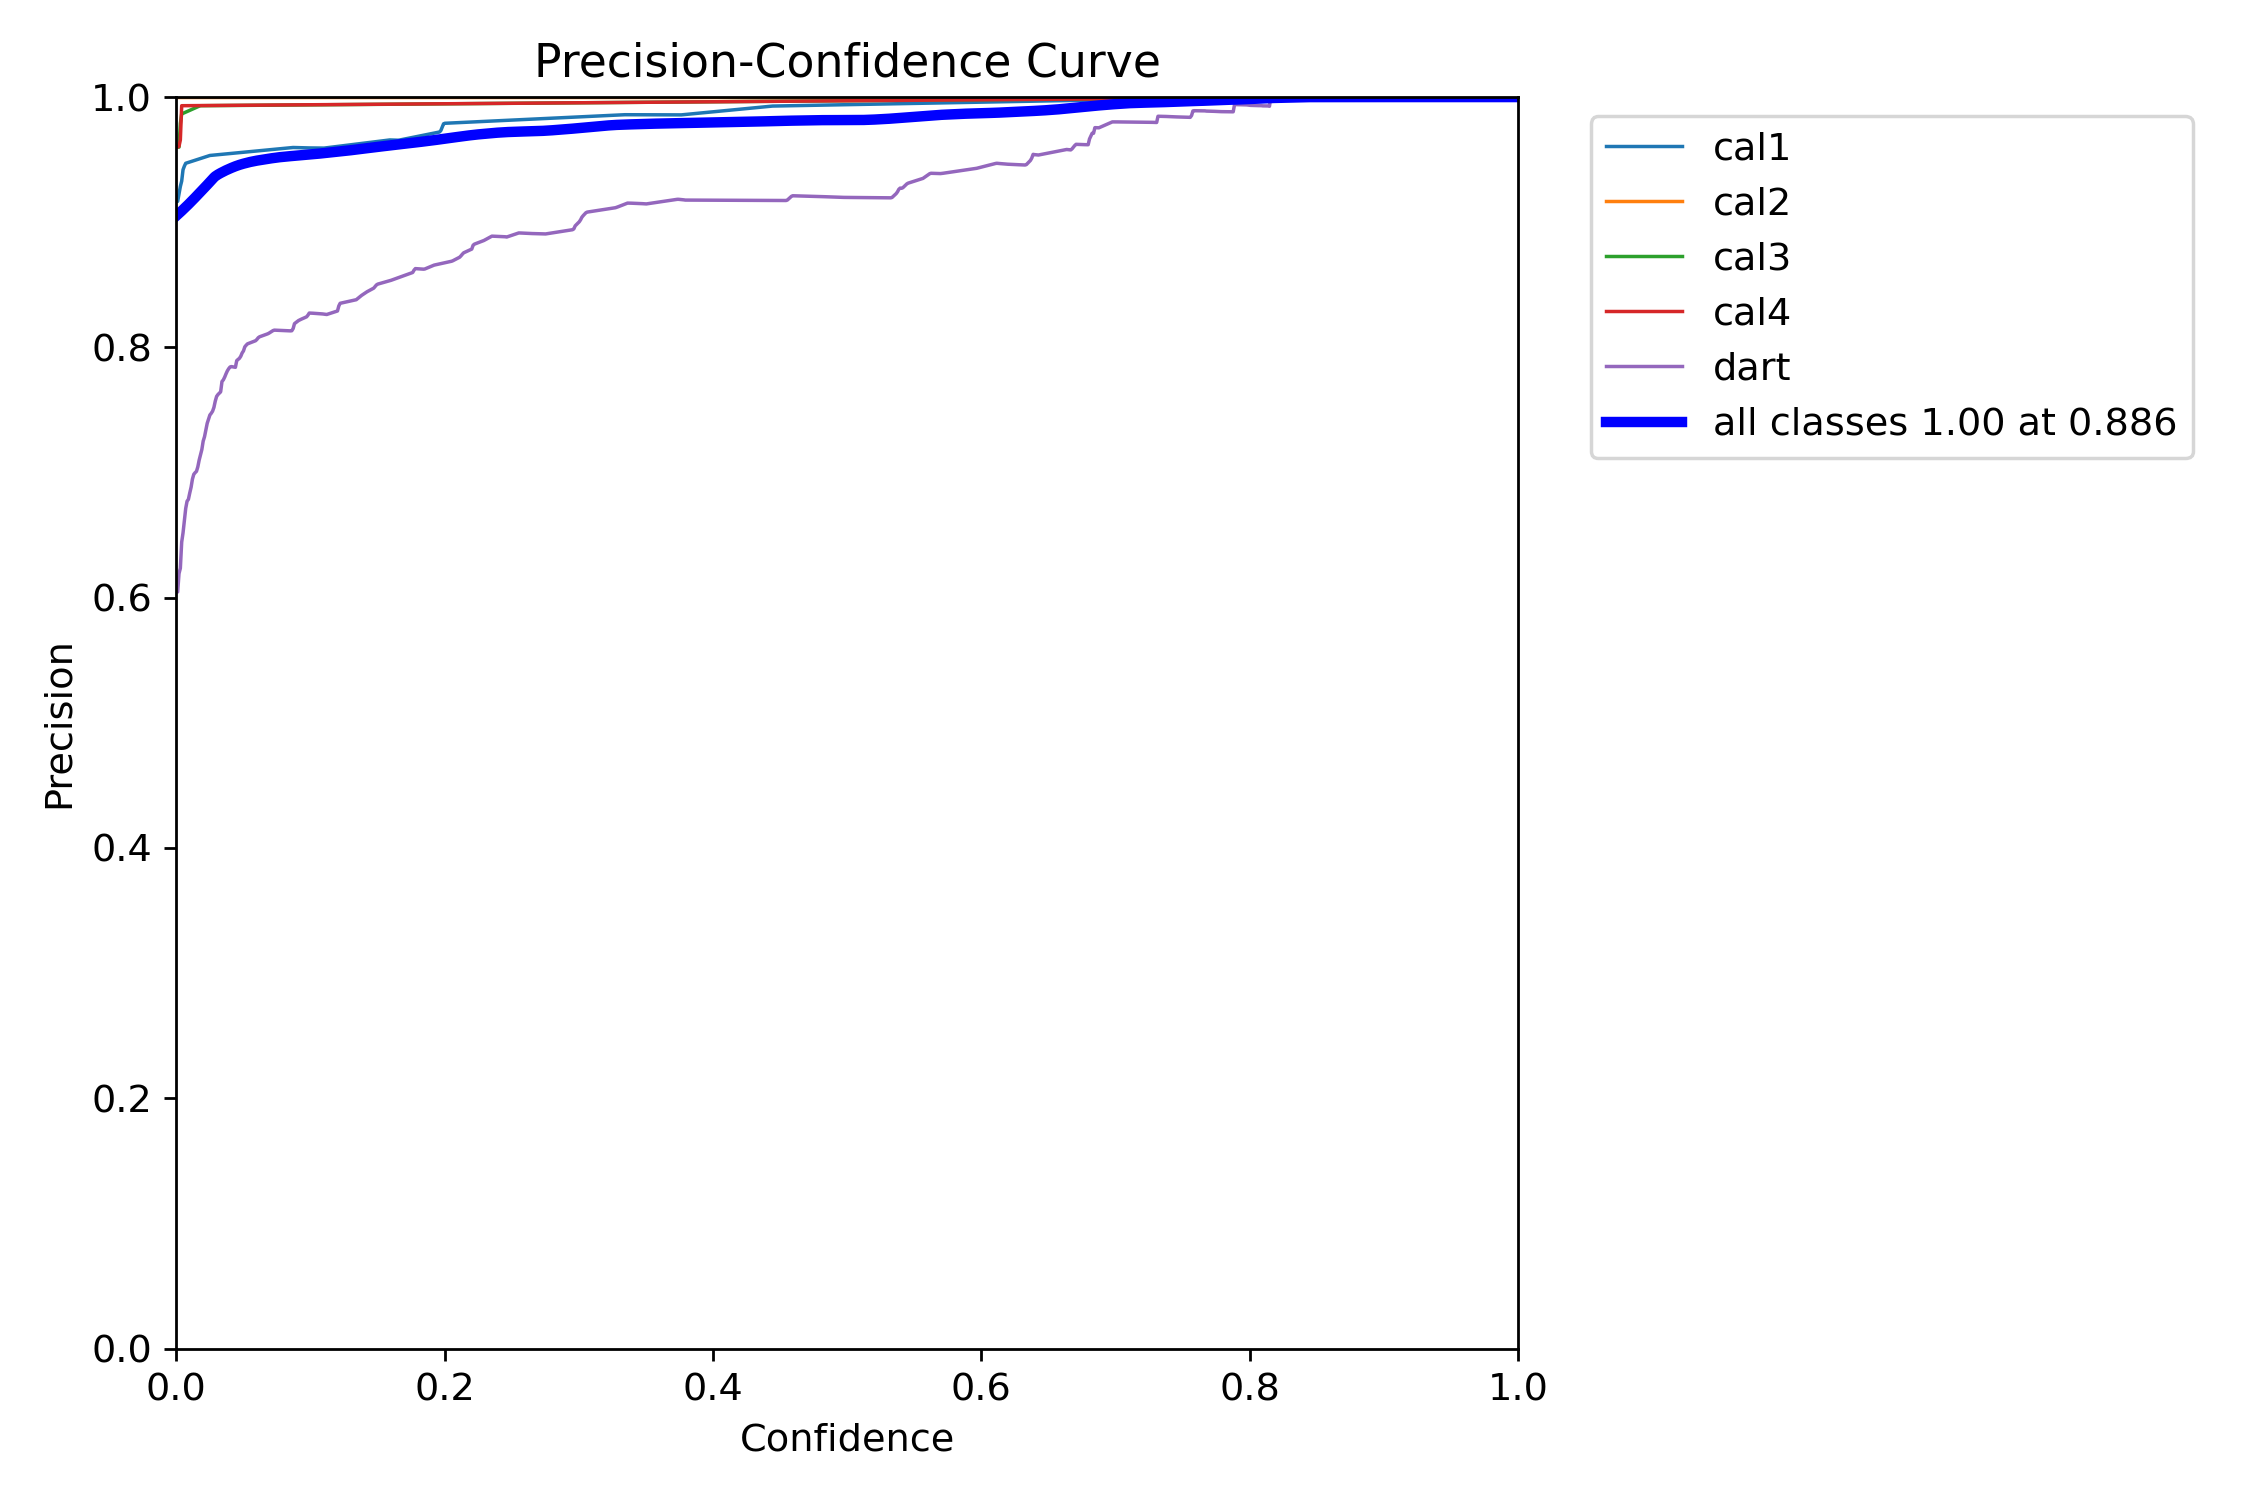 Precision-Confidence Curve
1.0
0.8
0.6
0.4
0.2
0.0
Precision
0.0 0.2 0.4 0.6 0.8 1.0
Confidence
cal1
cal2
cal3
cal4
dart
all classes 1.00 at 0.886